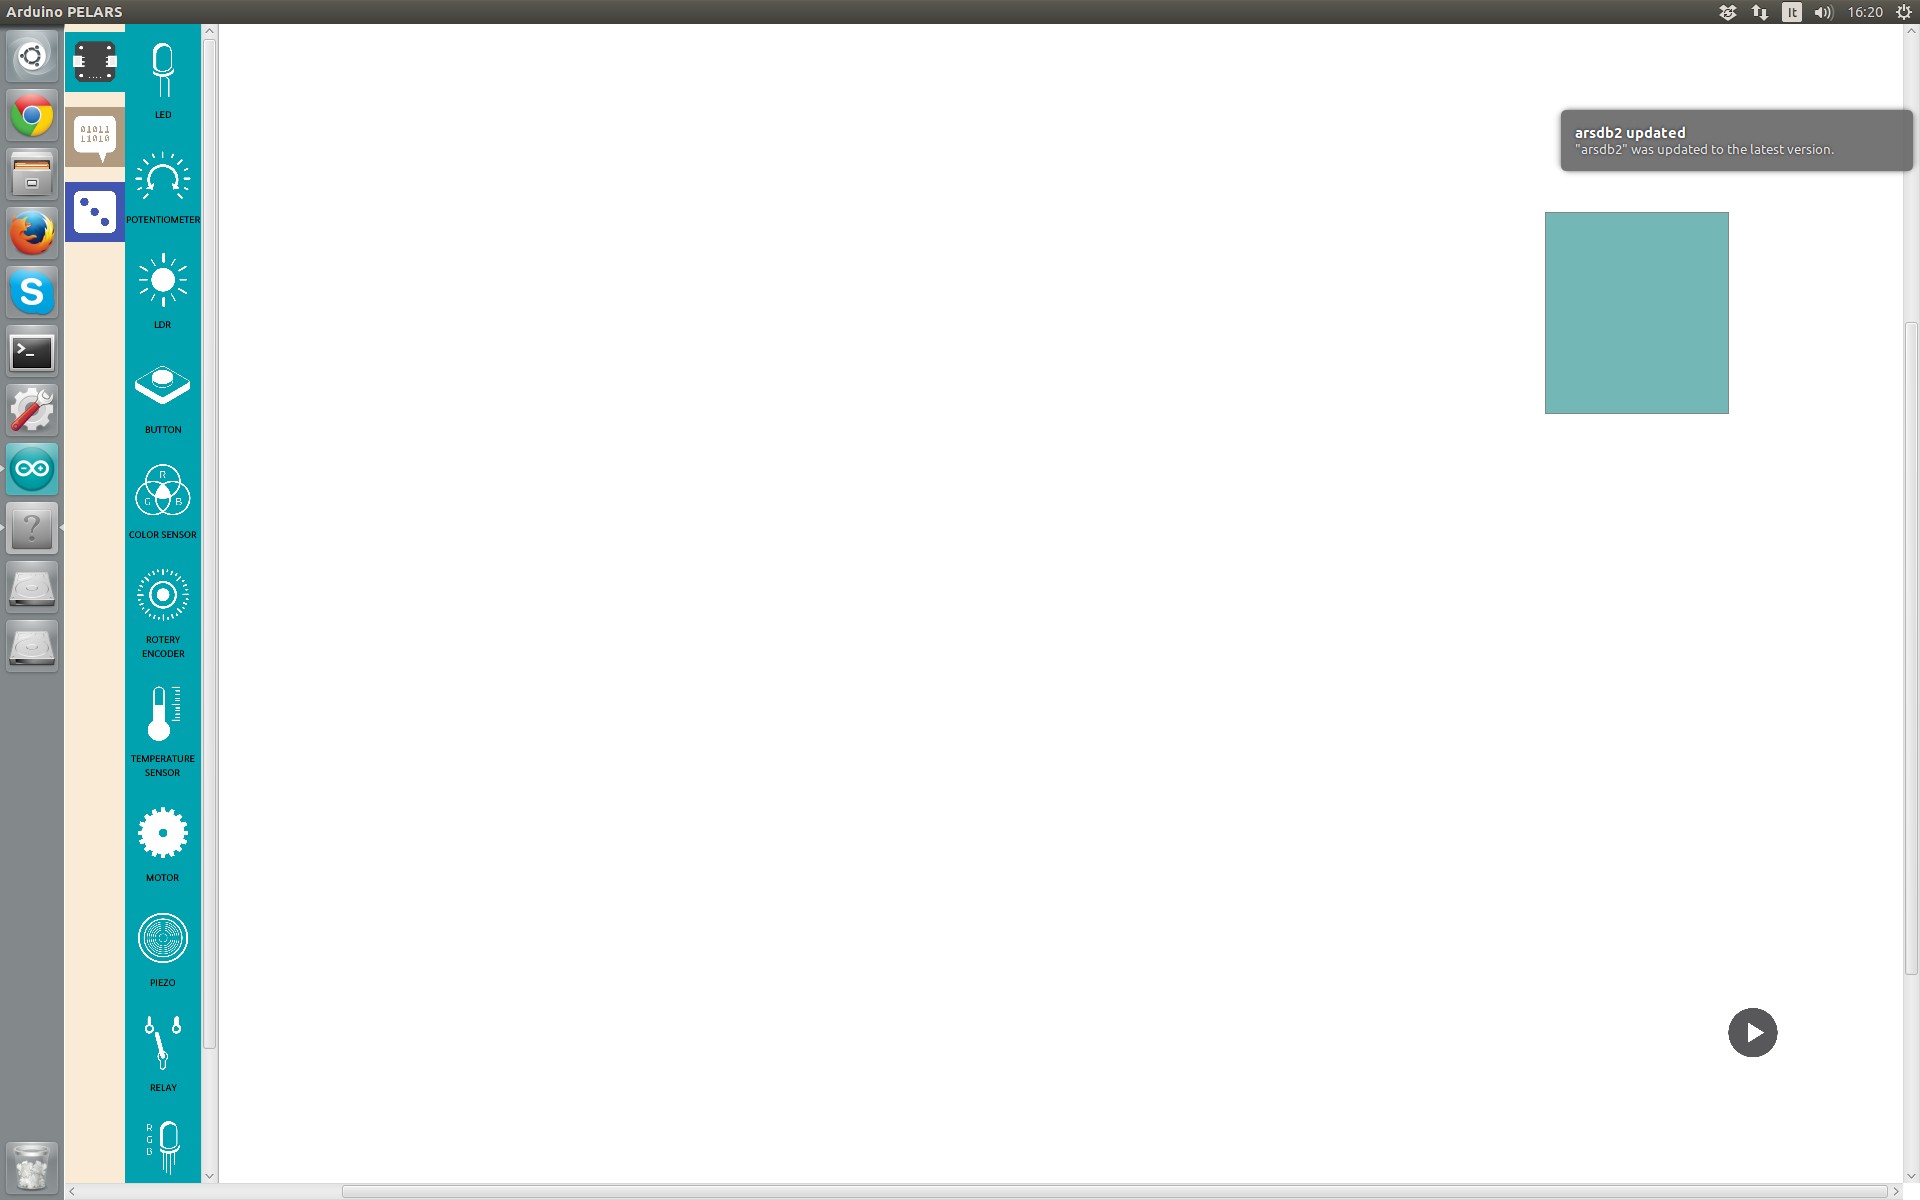 Arduino PELARS
It
16:20
01011
11010
LED
arsdb2 updated
"arsdb2" was updated to the latest version.
POTENTIOMETER
LDR
S
>_
BUTTON
R
G B
COLOR SENSOR
?
ROTERY
ENCODER
TEMPERATURE
SENSOR
MOTOR
PIEZO
RELAY
R
G
B